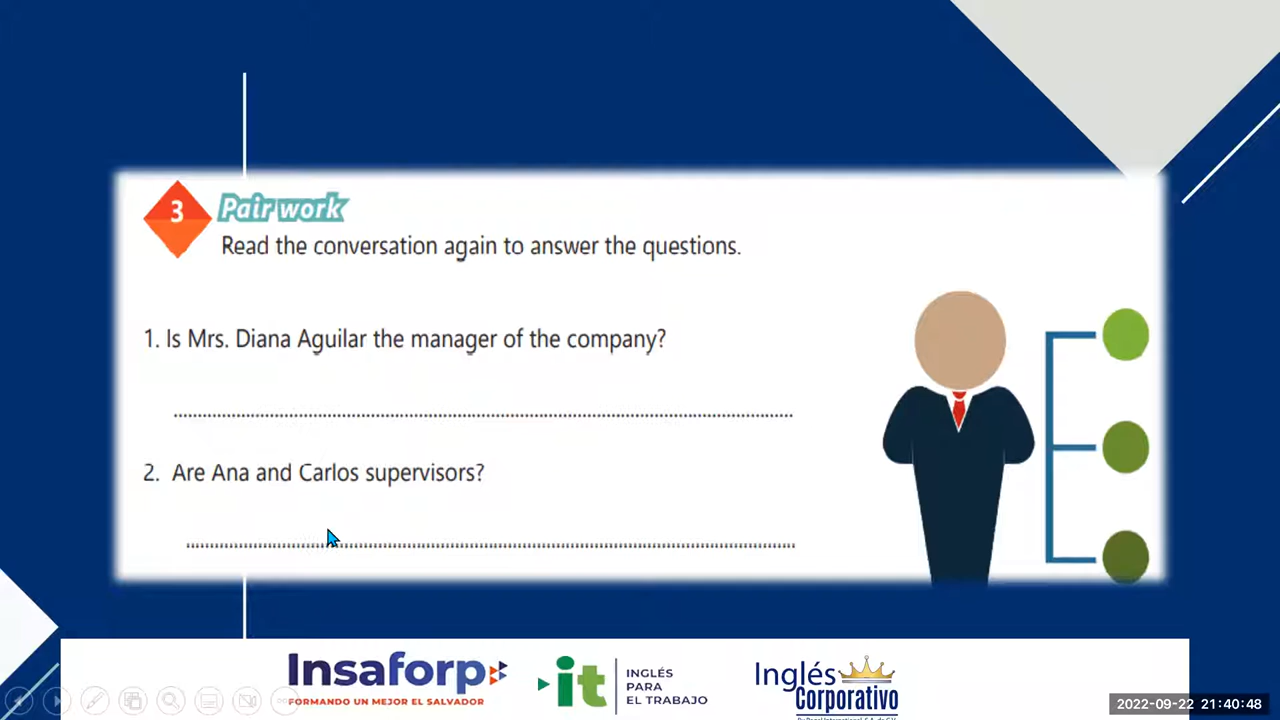 3
Pair work
Read the conversation again to answer the questions.
1. Is Mrs. Diana Aguilar the manager of the company?
2. Are Ana and Carlos supervisors?
Insaforp
FORMANDO UN MEJOR EL SALVADOR
it
INGLÉS
PARA
EL TRABAJO
Inglés
Corporativo
2022-09-22 21:40:48